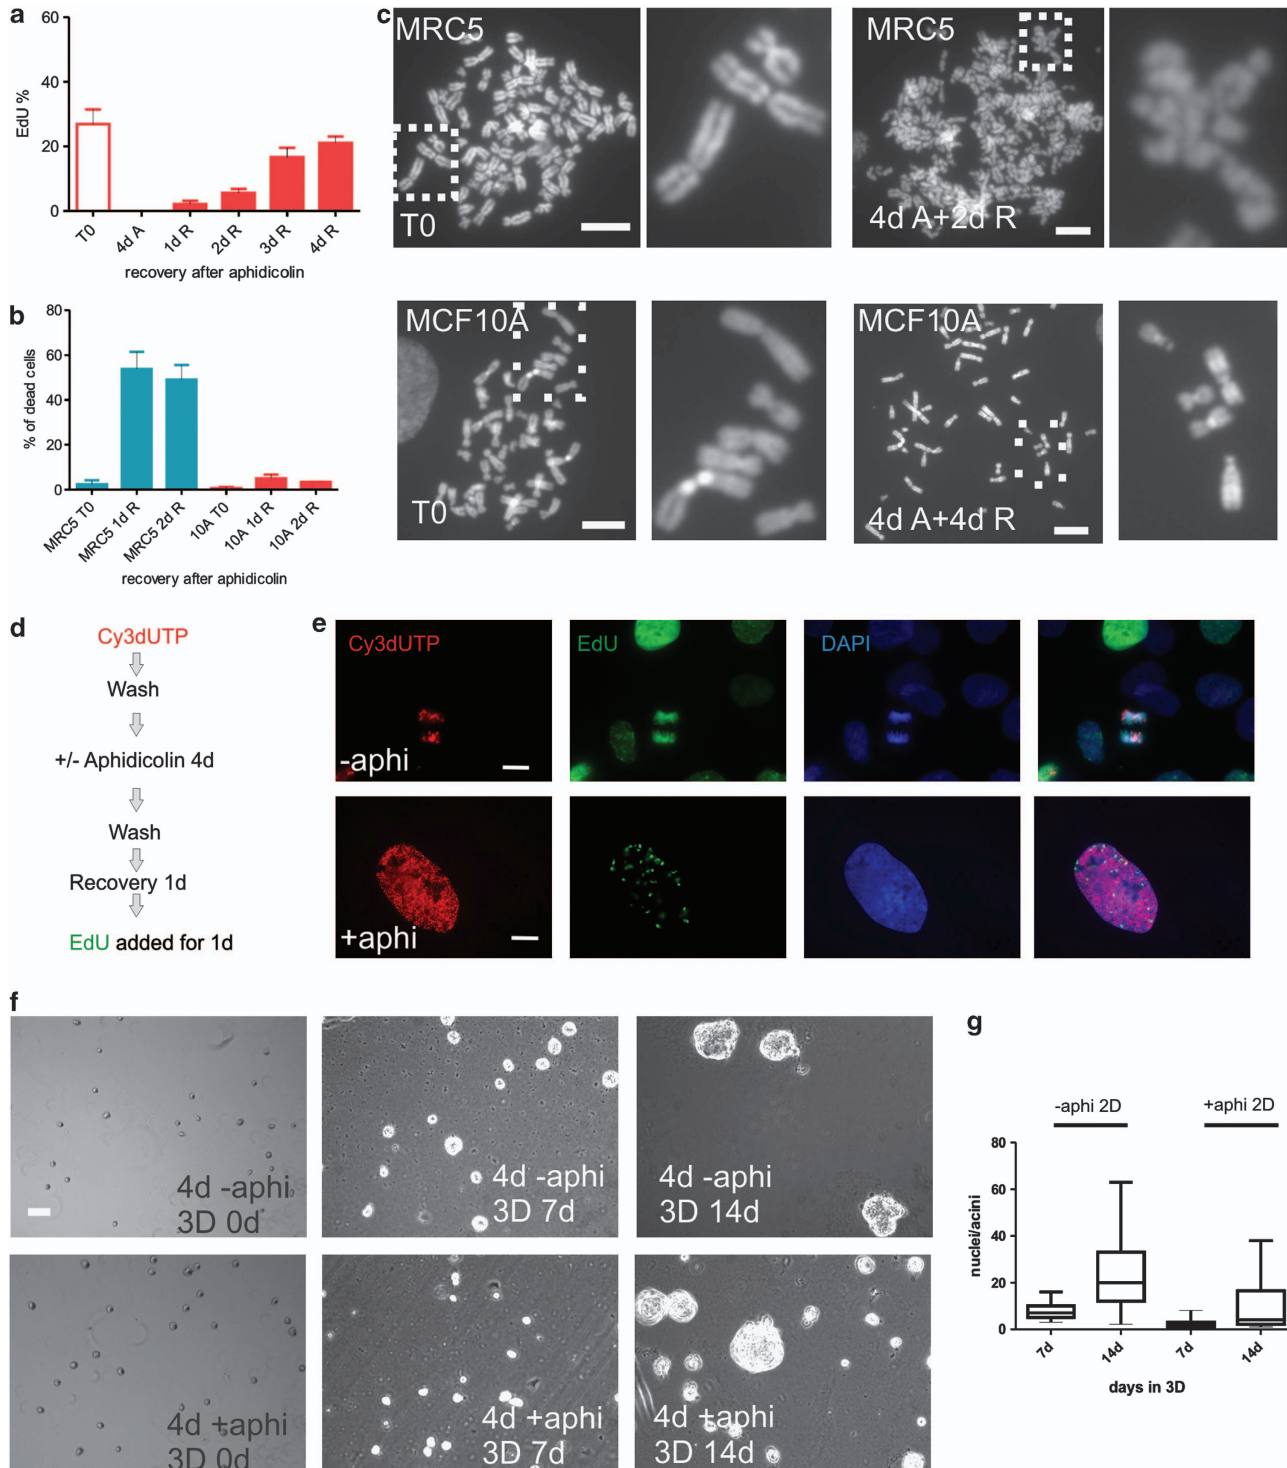 a
60
40
20
0
EdU %
T0
4d A
1d R
2d R
3d R
4d R
recovery after aphidicolin
b
80
60
40
20
0
% of dead cells
MRC5 T0
MRC5 1d R
MRC5 2d R
10A T0
10A 1d R
10A 2d R
recovery after aphidicolin
c
MRC5
T0
MRC5
4d A+2d R
MCF10A
T0
MCF10A
4d A+4d R
d
Cy3dUTP
Wash
+/- Aphidicolin 4d
Wash
Recovery 1d
EdU added for 1d
e
Cy3dUTP
EdU
DAPI
-aphi
+aphi
f
4d -aphi
3D 0d
4d -aphi
3D 7d
4d -aphi
3D 14d
4d +aphi
3D 0d
4d +aphi
3D 7d
4d +aphi
3D 14d
g
-aphi 2D
+aphi 2D
80
60
40
20
0
nuclei/acini
7d
14d
7d
14d
days in 3D